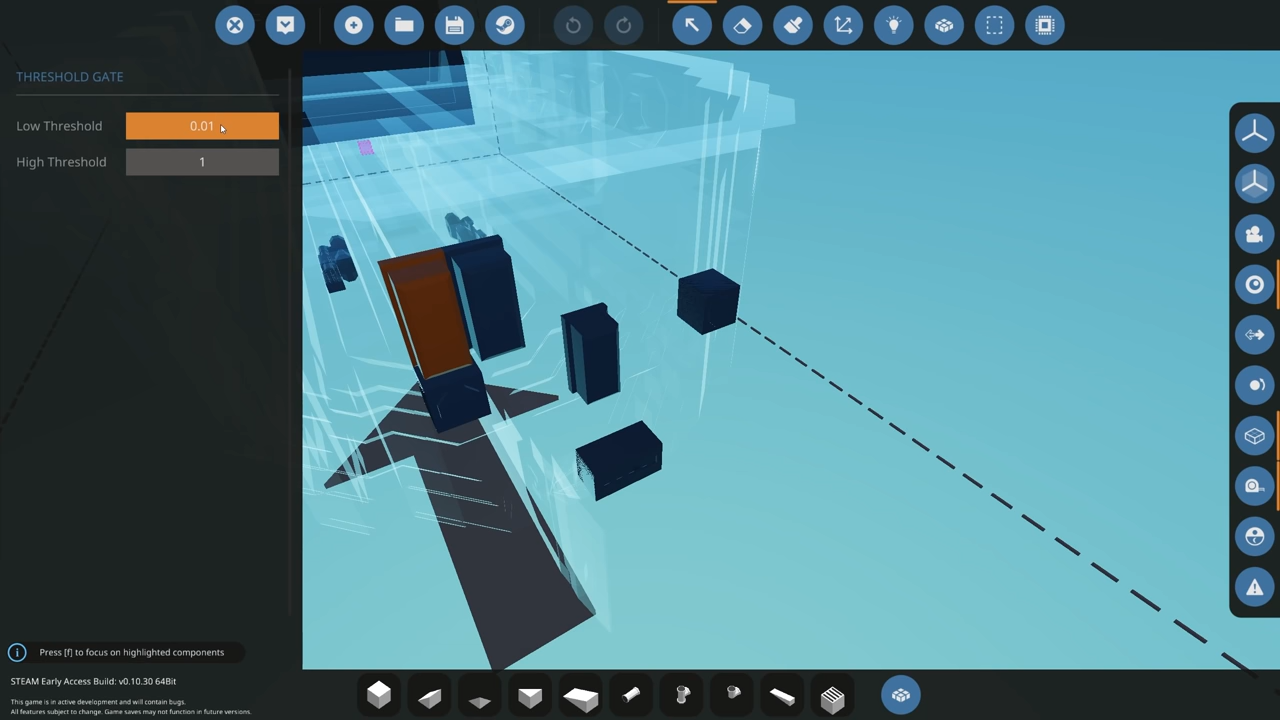 THRESHOLD GATE
Low Threshold 0.01
High Threshold 1
Press [f] to focus on highlighted components
STEAM Early Access Build: v0.10.30 64Bit
This game is in active development and will contain bugs.
All features subject to change. Game saves may not function in future versions.